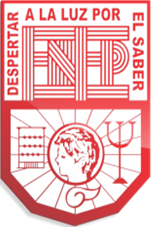 DESPERTAR A LA LUZ POR EL SABER
ENP